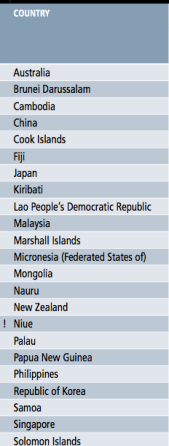 COUNTRY
Australia
Brunei Darussalam
Cambodia
China
Cook Islands
Fiji
Japan
Kiribati
Lao People's Democratic Republic
Malaysia
Marshall Islands
Micronesia (Federated States of)
Mongolia
Nauru
New Zealand
! Niue
Palau
Papua New Guinea
Philippines
Republic of Korea
Samoa
Singapore
Solomon Islands